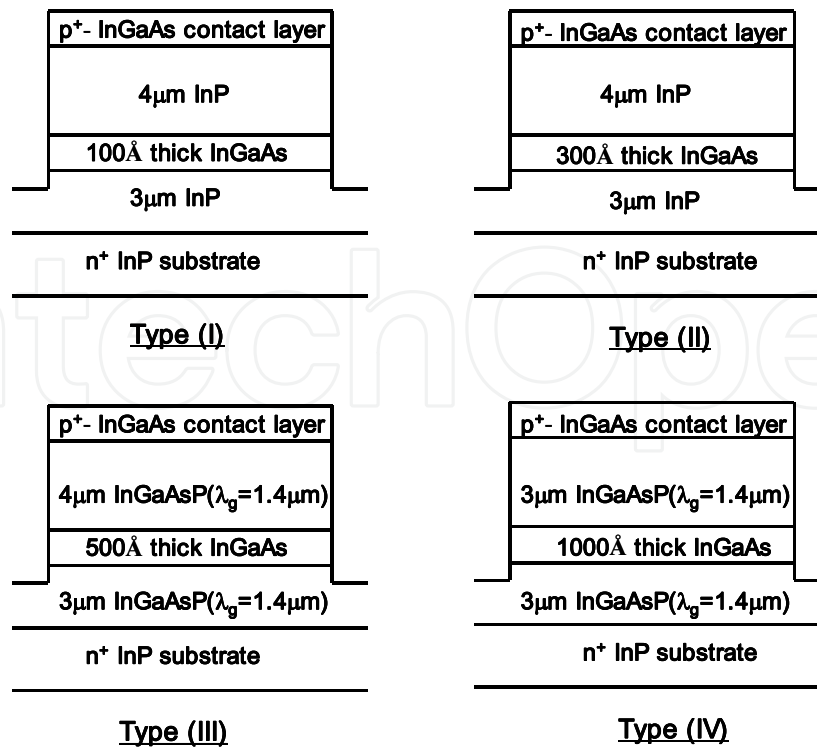 p⁺- InGaAs contact layer
4μm InP
100Å thick InGaAs
3μm InP
n⁺ InP substrate
Type (I)
p⁺- InGaAs contact layer
4μm InP
300Å thick InGaAs
3μm InP
n⁺ InP substrate
Type (II)
p⁺- InGaAs contact layer
4μm InGaAsP(λg=1.4μm)
500Å thick InGaAs
3μm InGaAsP(λg=1.4μm)
n⁺ InP substrate
Type (III)
p⁺- InGaAs contact layer
3μm InGaAsP(λg=1.4μm)
1000Å thick InGaAs
3μm InGaAsP(λg=1.4μm)
n⁺ InP substrate
Type (IV)
ntechOpe